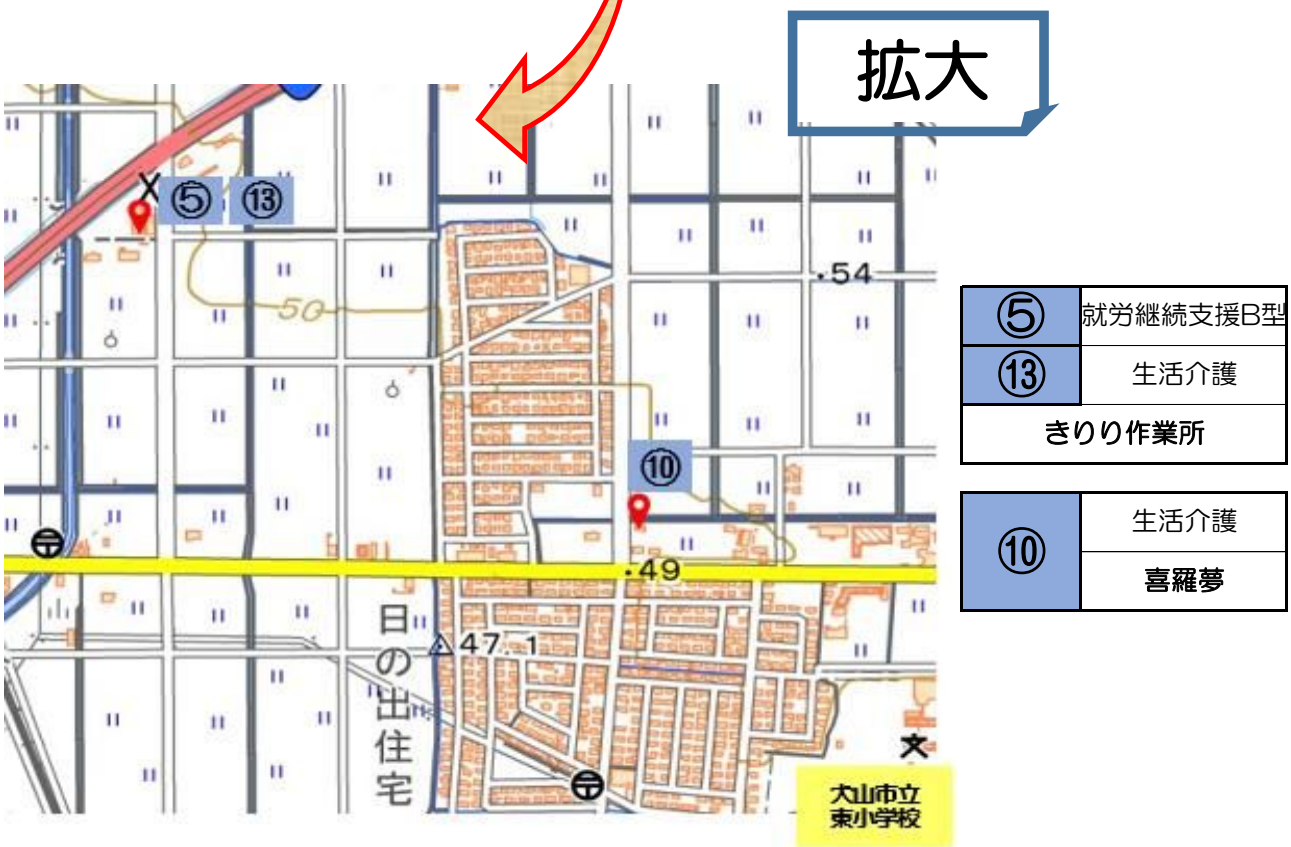 拡大
⑤
⑬
50
54
⑩
49
47.1
日の出住宅
文
犬山市立
東小学校
⑤ 就労継続支援B型
⑬ 生活介護
きりり作業所
⑩ 生活介護
喜羅夢